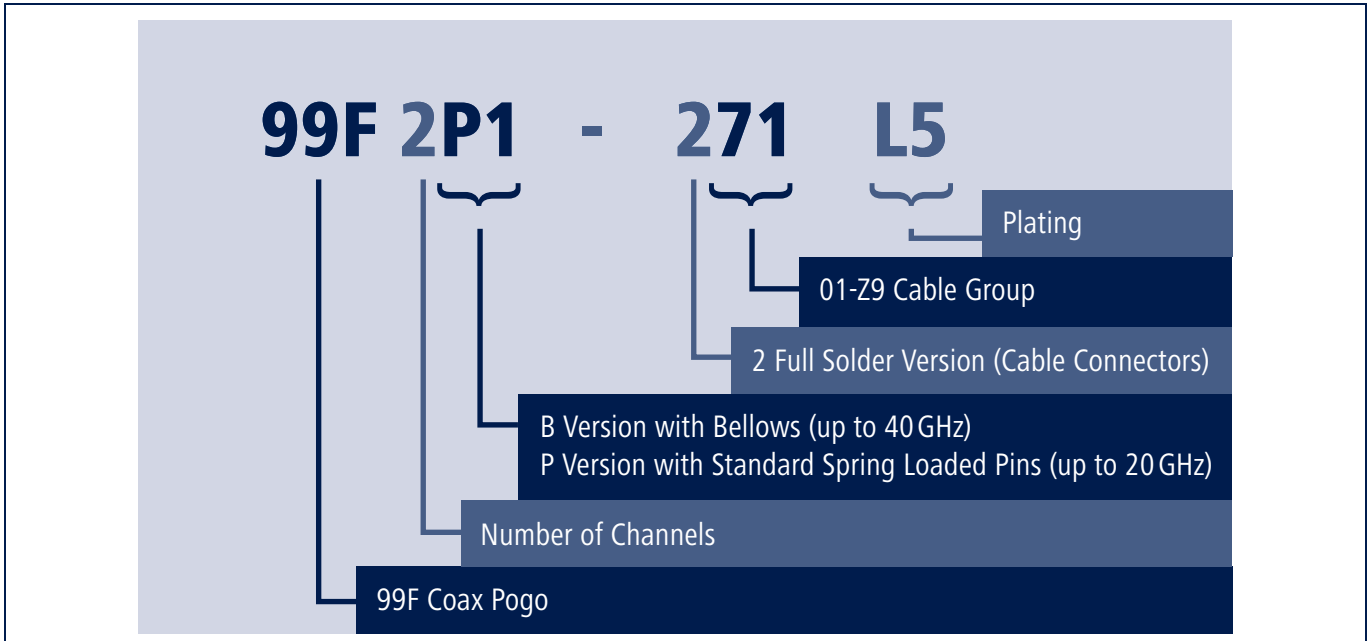 99F 2P1 - 271 L5
Plating
01-Z9 Cable Group
2 Full Solder Version (Cable Connectors)
B Version with Bellows (up to 40 GHz)
P Version with Standard Spring Loaded Pins (up to 20 GHz)
Number of Channels
99F Coax Pogo